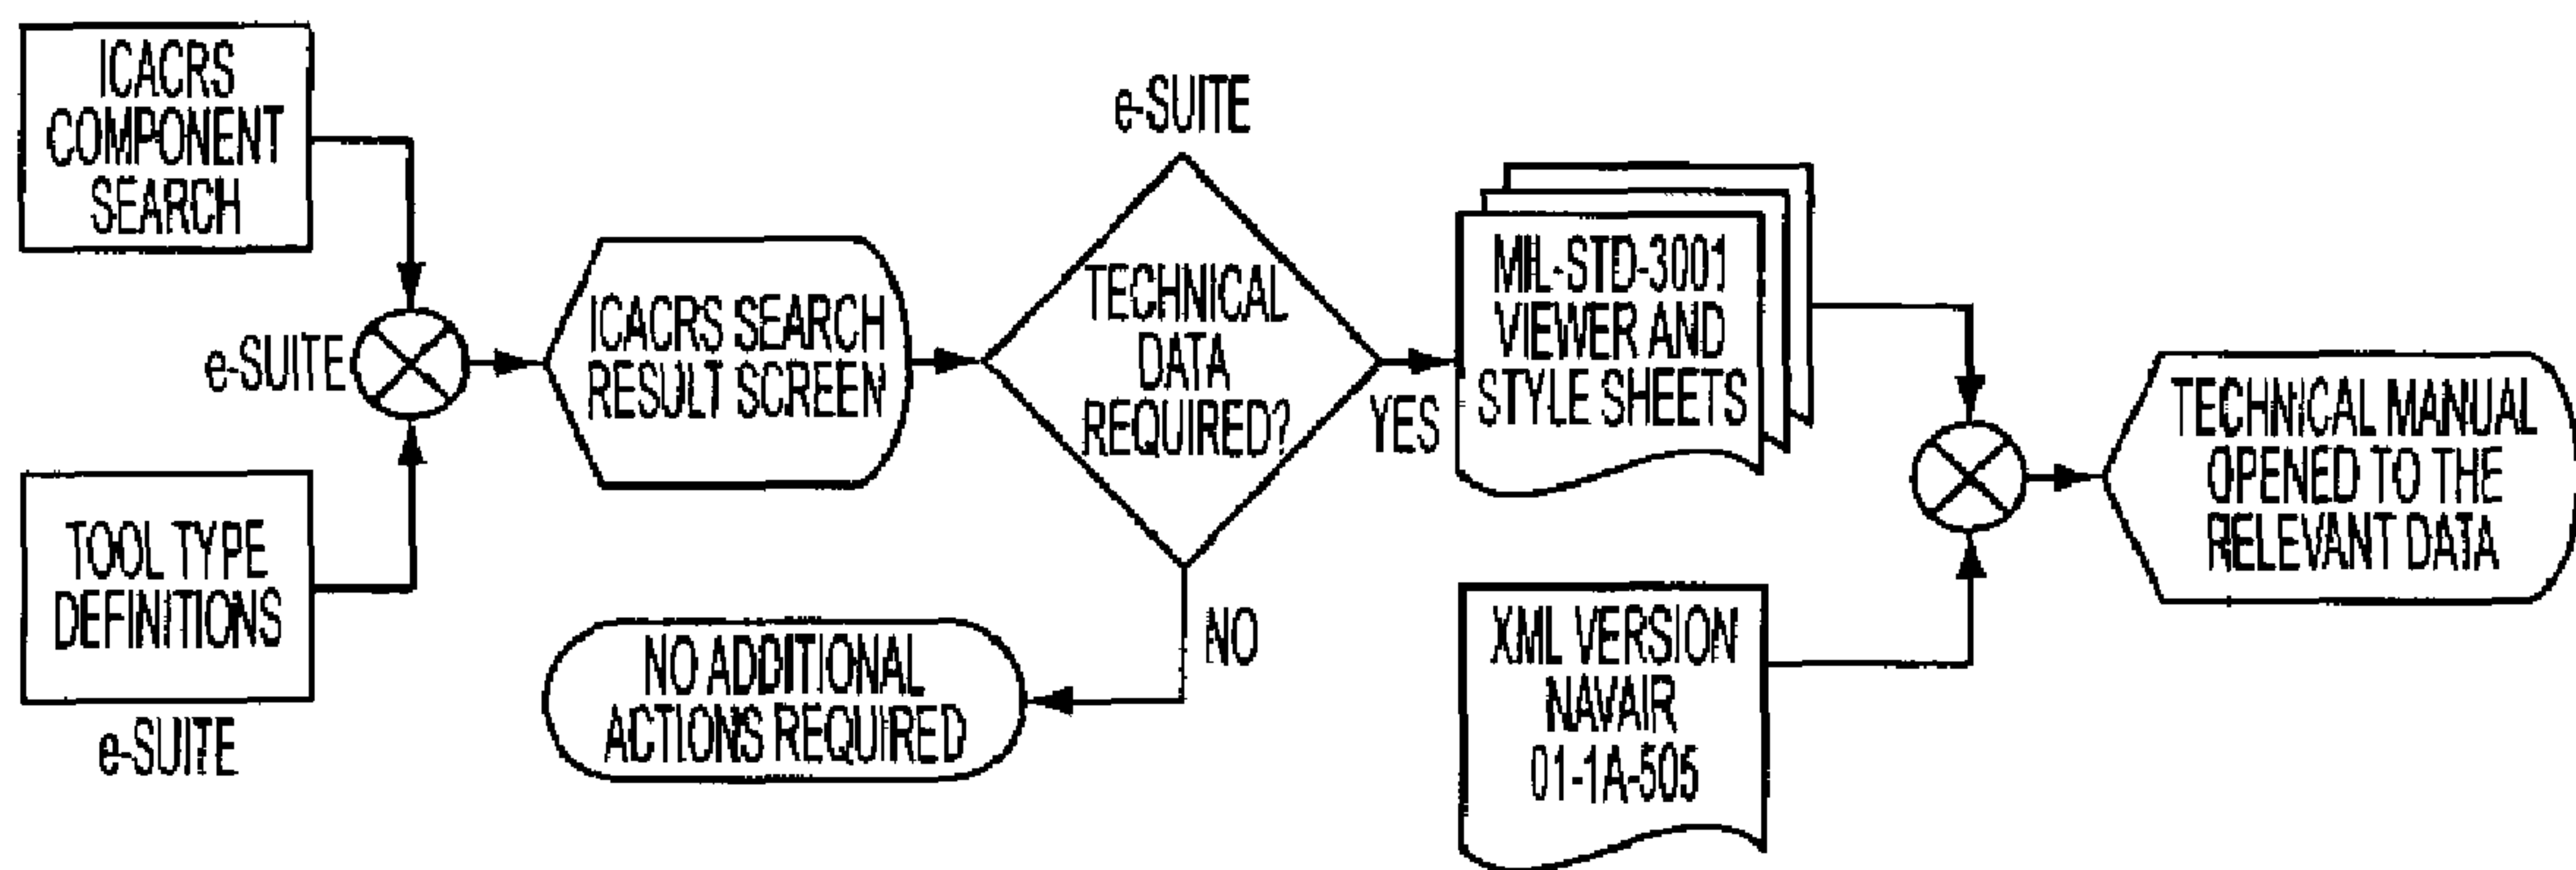 ICACRS
COMPONENT
SEARCH
e-SUITE
TOOL TYPE
DEFINITIONS
e-SUITE
ICACRS SEARCH
RESULT SCREEN
e-SUITE
TECHNICAL
DATA
REQUIRED?
YES
NO
NO ADDITIONAL
ACTIONS REQUIRED
MIL-STD-3001
VIEWER AND
STYLE SHEETS
XML VERSION
NAVAIR
01-1A-505
TECHNICAL MANUAL
OPENED TO THE
RELEVANT DATA